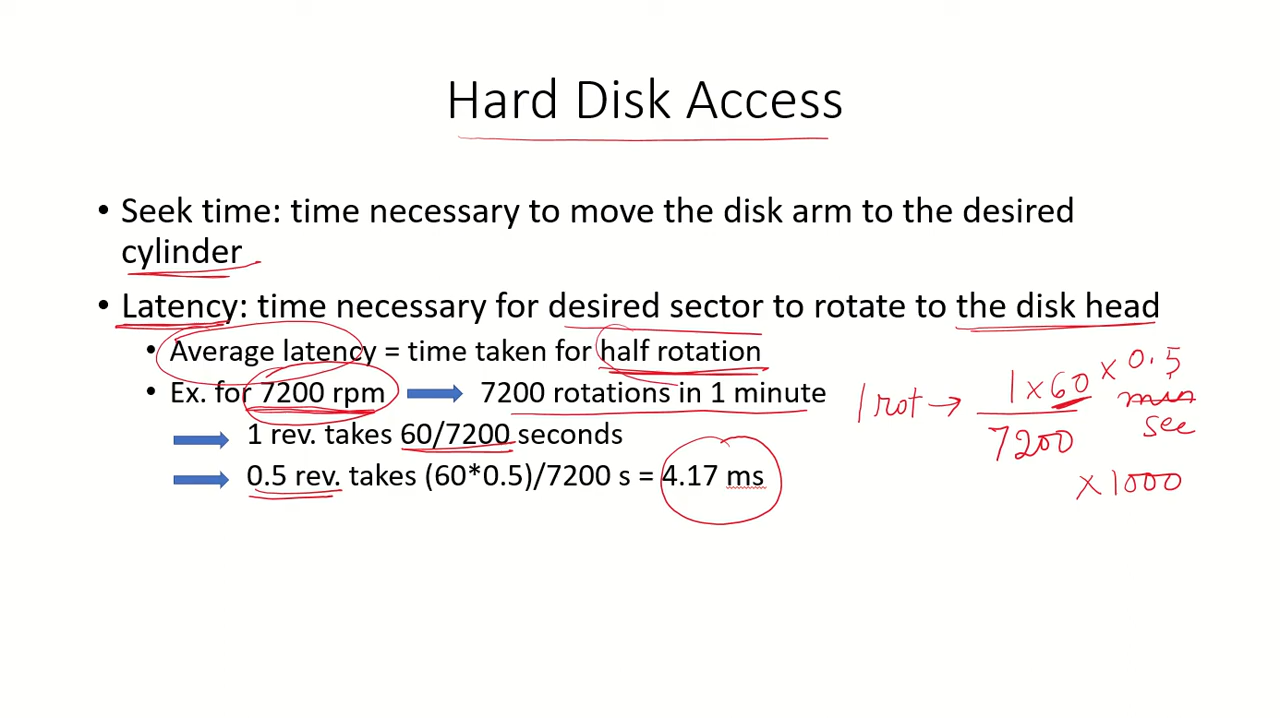 Hard Disk Access
• Seek time: time necessary to move the disk arm to the desired
cylinder
• Latency: time necessary for desired sector to rotate to the disk head
• Average latency = time taken for half rotation
• Ex. for 7200 rpm 7200 rotations in 1 minute
1 rev. takes 60/7200 seconds
0.5 rev. takes (60*0.5)/7200 s = 4.17 ms
1 rot → 1 x 60 x 0.5
7200
min
sec
x 1000